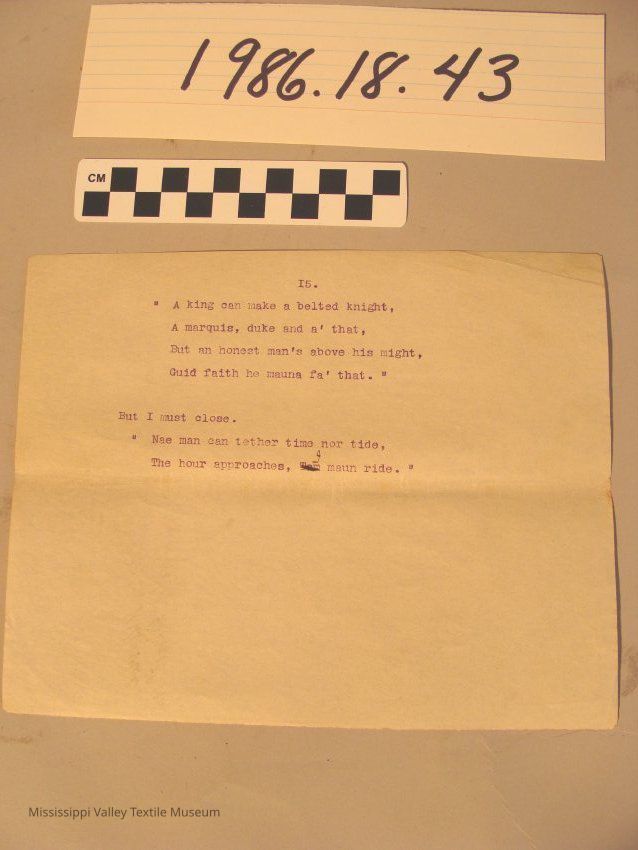 1986.18.43
CM
15.
" A king can make a belted knight,
A marquis, duke and a' that,
But an honest man's above his might,
Guid faith he mauna fa' that. "
But I must close.
" Nae man can tether time nor tide,
The hour approaches, maun ride. "
Mississippi Valley Textile Museum